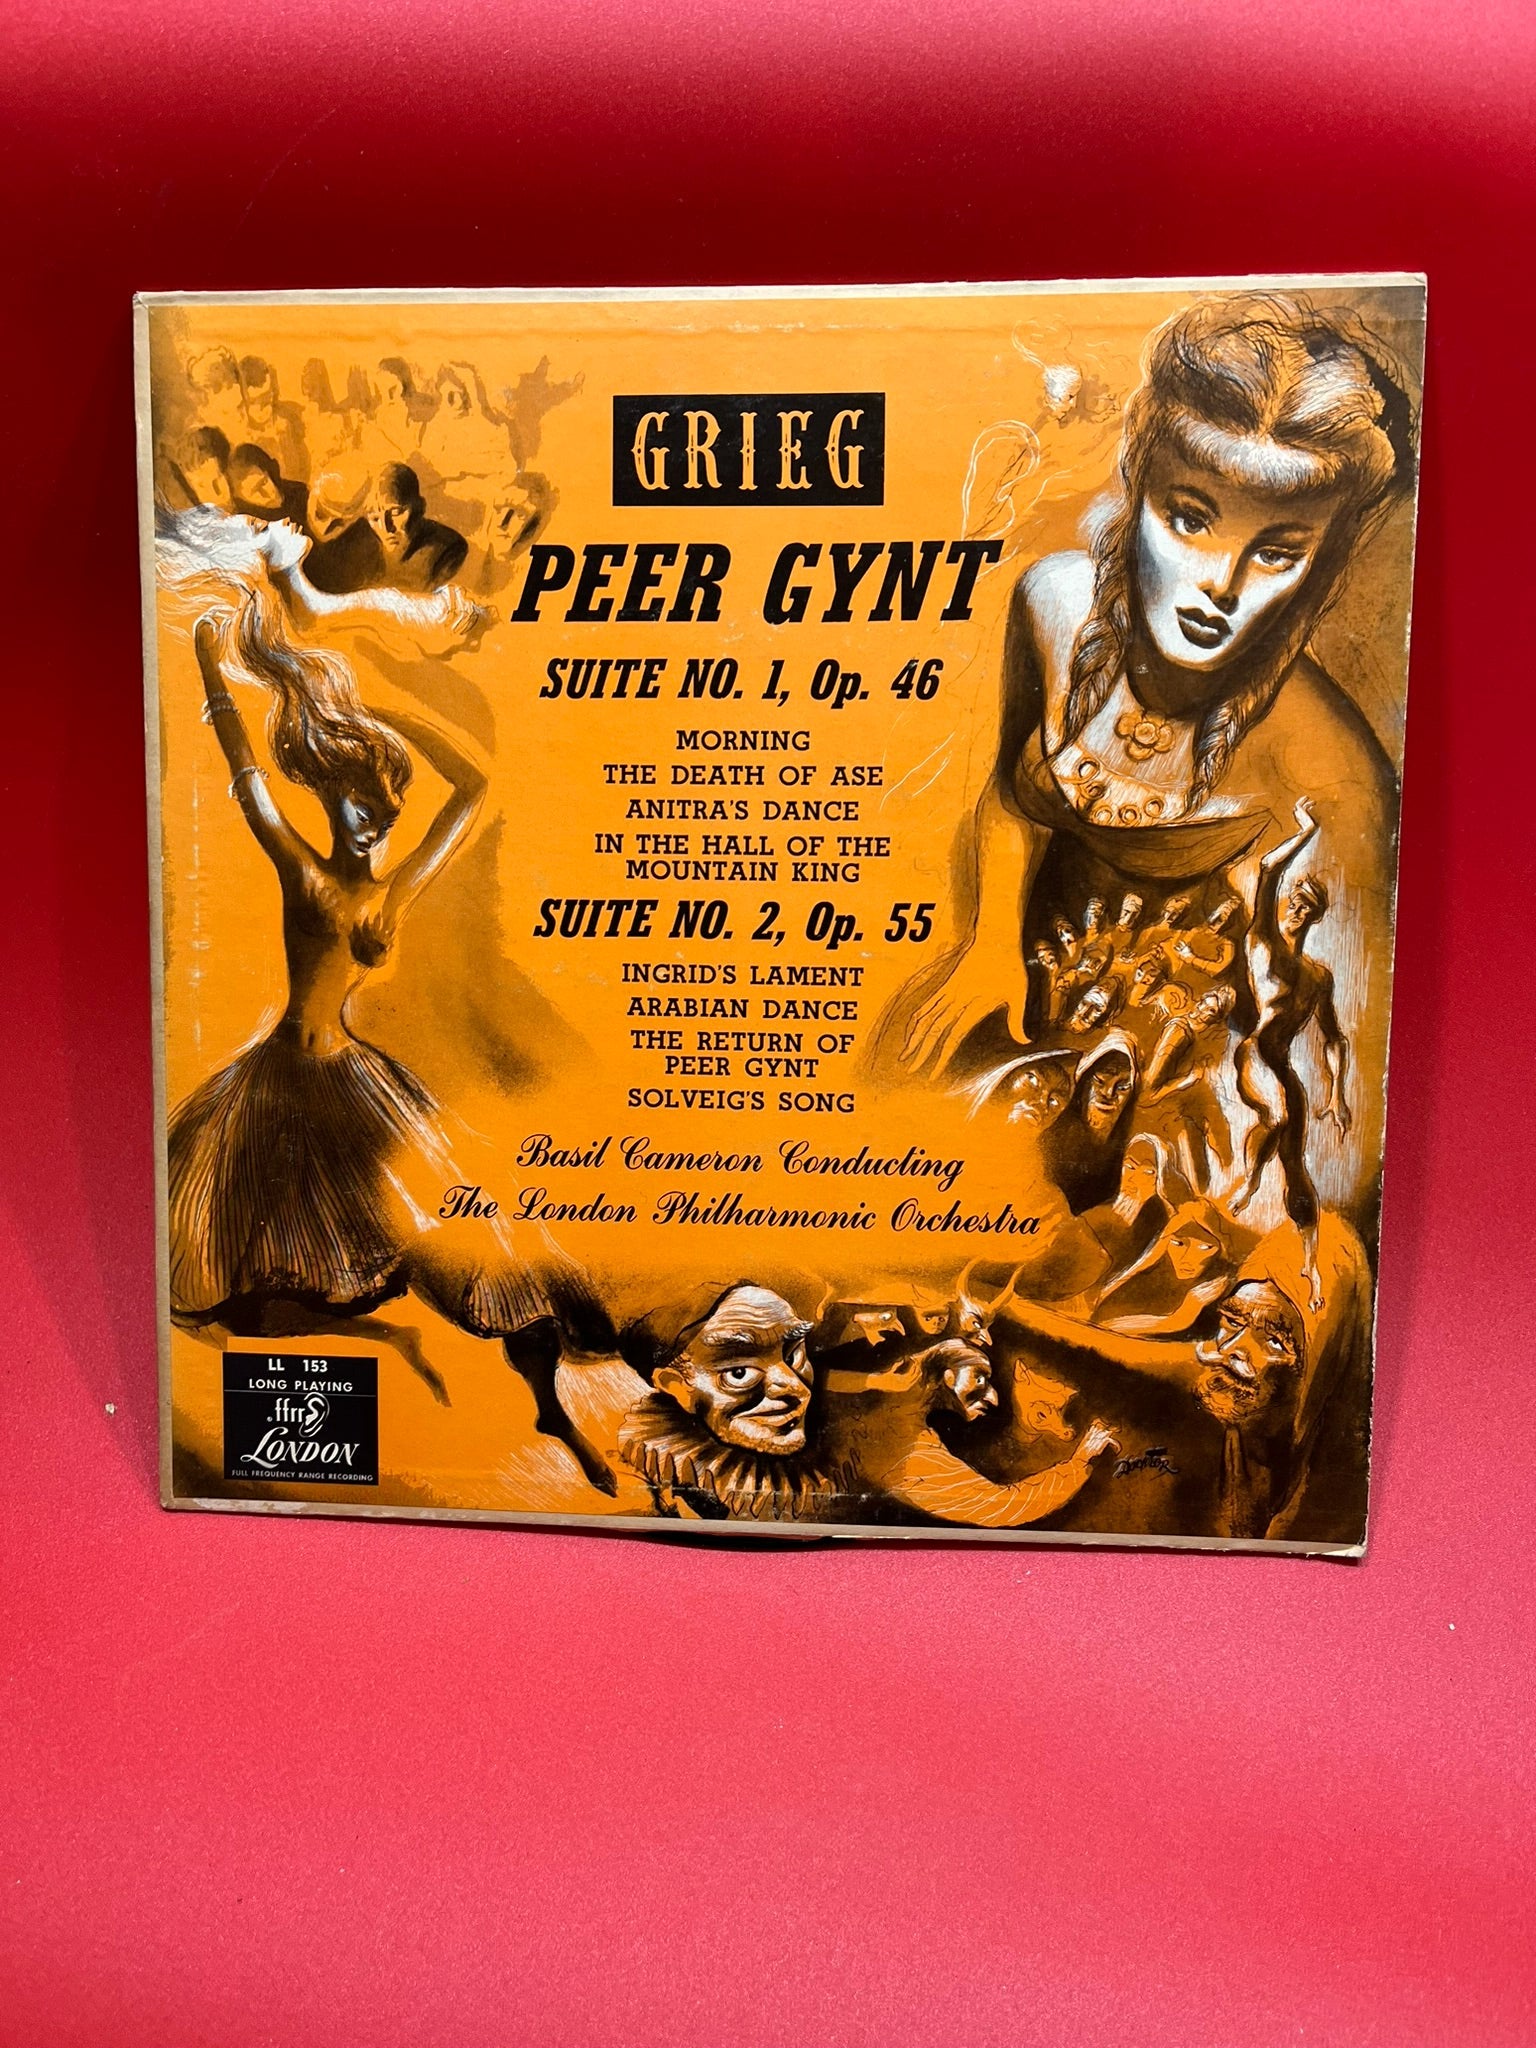 GRIEG
PEER GYNT
SUITE NO. 1, Op. 46
MORNING
THE DEATH OF ASE
ANITRA'S DANCE
IN THE HALL OF THE
MOUNTAIN KING
SUITE NO. 2, Op. 55
INGRID'S LAMENT
ARABIAN DANCE
THE RETURN OF
PEER GYNT
SOLVEIG'S SONG
Basil Cameron Conducting
The London Philharmonic Orchestra
LL 153
LONG PLAYING
ffrr
LONDON
FULL FREQUENCY RANGE RECORDING